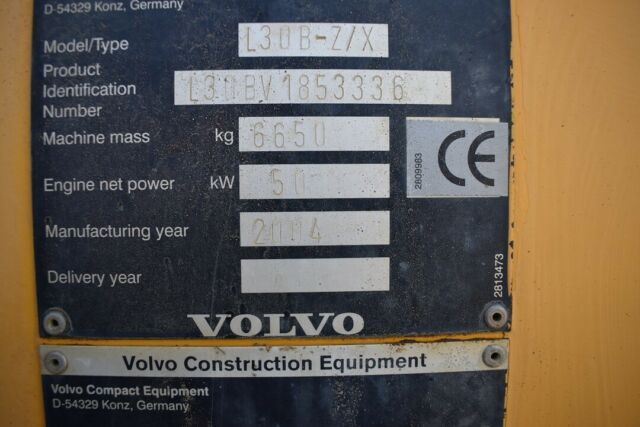 D-54329 Konz, Germany
Model/Type L30B-Z/X
Product
Identification L30BV1853336
Number
Machine mass kg 6650
CE
2809983
Engine net power kW 50
Manufacturing year 2004
Delivery year
2813473
VOLVO
Volvo Construction Equipment
Volvo Compact Equipment
D-54329 Konz, Germany